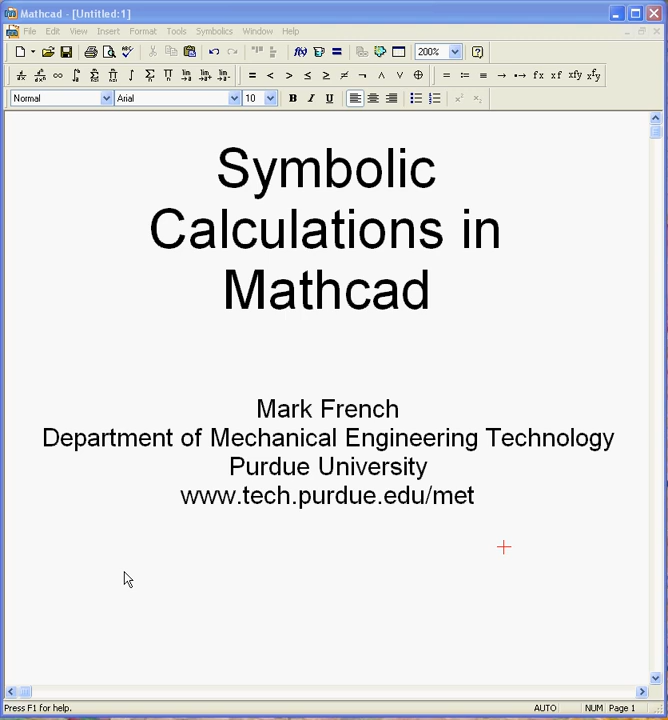 Mathcad - [Untitled:1]
File Edit View Insert Format Tools Symbolics Window Help
200%
Normal Arial 10 B I U
Symbolic
Calculations in
Mathcad
Mark French
Department of Mechanical Engineering Technology
Purdue University
www.tech.purdue.edu/met
Press F1 for help. AUTO NUM Page 1